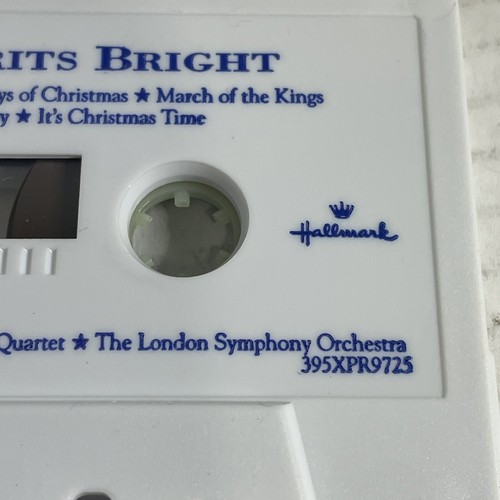 RITS BRIGHT
ys of Christmas ★ March of the Kings
y ★ It's Christmas Time
Hallmark
Quartet ★ The London Symphony Orchestra
395XPR9725